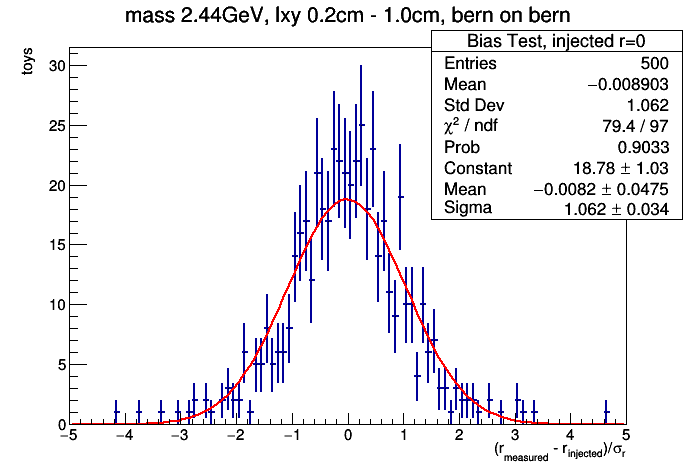 mass 2.44GeV, lxy 0.2cm - 1.0cm, bern on bern
Bias Test, injected r=0
Entries 500
Mean −0.008903
Std Dev 1.062
χ² / ndf 79.4 / 97
Prob 0.9033
Constant 18.78 ± 1.03
Mean −0.0082 ± 0.0475
Sigma 1.062 ± 0.034
toys
30
25
20
15
10
5
0
−5 −4 −3 −2 −1 0 1 2 3 4 5
(r_measured - r_injected)/σ_r